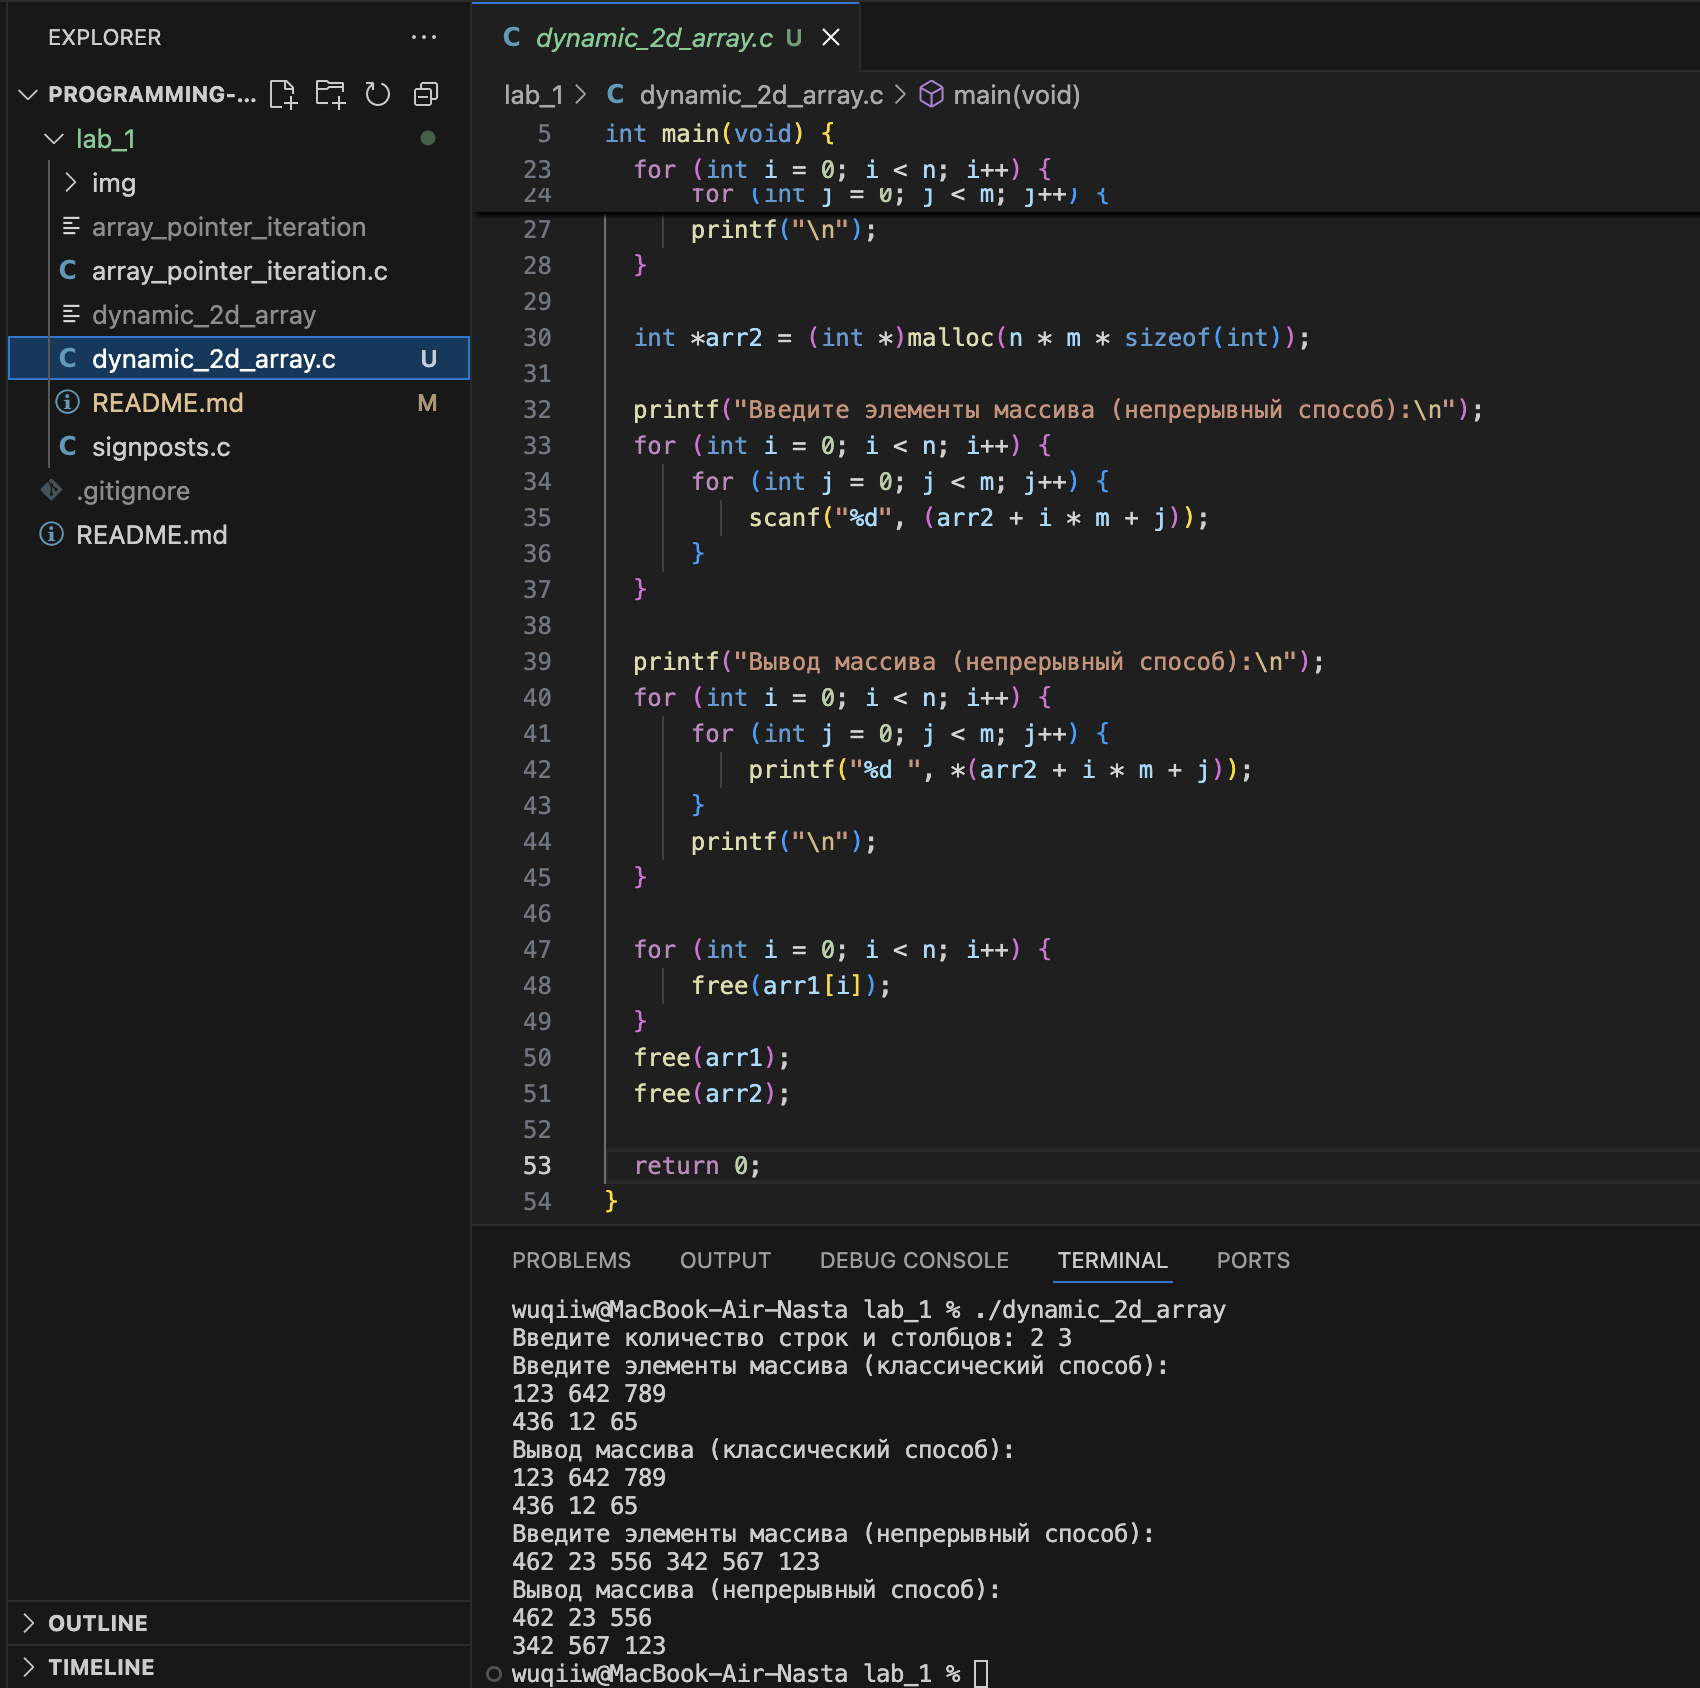 EXPLORER
PROGRAMMING-...
lab_1
img
array_pointer_iteration
C array_pointer_iteration.c
dynamic_2d_array
C dynamic_2d_array.c U
README.md M
C signposts.c
.gitignore
README.md
OUTLINE
TIMELINE
C dynamic_2d_array.c U
lab_1 > C dynamic_2d_array.c > main(void)
5 int main(void) {
23 for (int i = 0; i < n; i++) {
24 for (int j = 0; j < m; j++) {
27 printf("\n");
28 }
29
30 int *arr2 = (int *)malloc(n * m * sizeof(int));
31
32 printf("Введите элементы массива (непрерывный способ):\n");
33 for (int i = 0; i < n; i++) {
34 for (int j = 0; j < m; j++) {
35 scanf("%d", (arr2 + i * m + j));
36 }
37 }
38
39 printf("Вывод массива (непрерывный способ):\n");
40 for (int i = 0; i < n; i++) {
41 for (int j = 0; j < m; j++) {
42 printf("%d ", *(arr2 + i * m + j));
43 }
44 printf("\n");
45 }
46
47 for (int i = 0; i < n; i++) {
48 free(arr1[i]);
49 }
50 free(arr1);
51 free(arr2);
52
53 return 0;
54 }
PROBLEMS OUTPUT DEBUG CONSOLE TERMINAL PORTS
wuqiiw@MacBook-Air-Nasta lab_1 % ./dynamic_2d_array
Введите количество строк и столбцов: 2 3
Введите элементы массива (классический способ):
123 642 789
436 12 65
Вывод массива (классический способ):
123 642 789
436 12 65
Введите элементы массива (непрерывный способ):
462 23 556 342 567 123
Вывод массива (непрерывный способ):
462 23 556
342 567 123
wuqiiw@MacBook-Air-Nasta lab_1 %